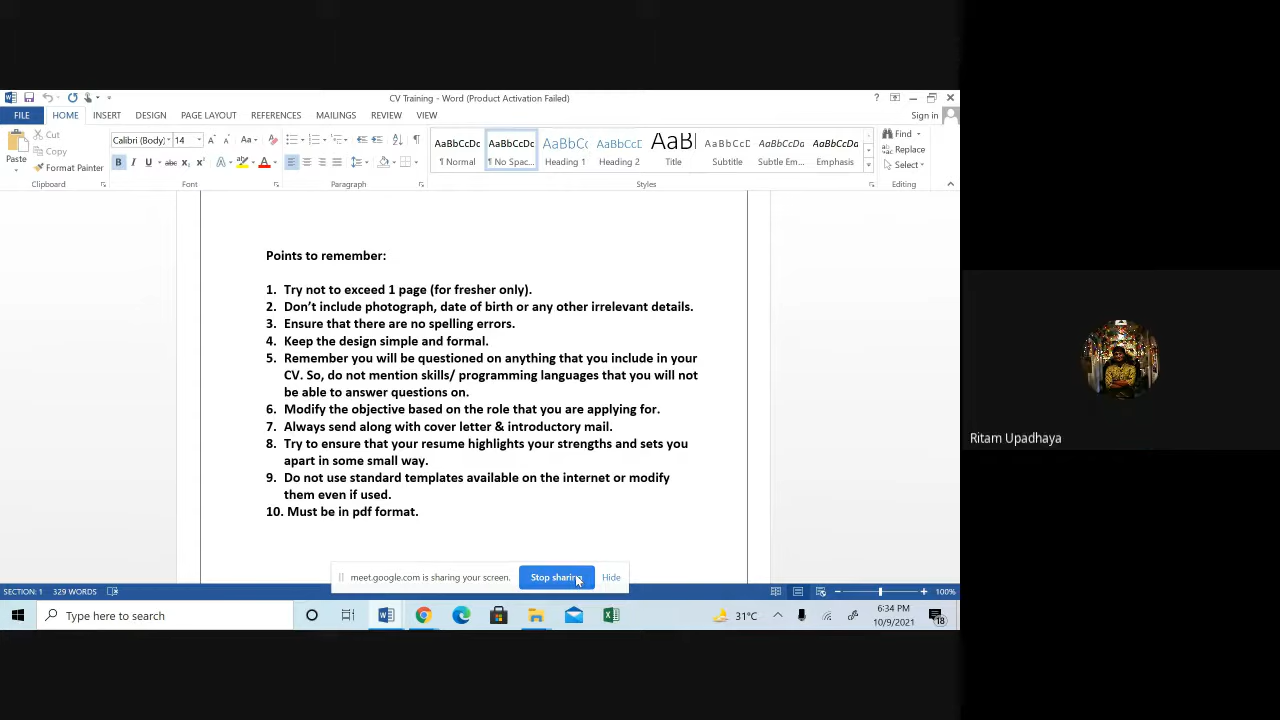 CV Training - Word (Product Activation Failed)
FILE HOME INSERT DESIGN PAGE LAYOUT REFERENCES MAILINGS REVIEW VIEW
Sign in
Paste
Cut
Copy
Format Painter
Clipboard
Calibri (Body) 14
Font
Paragraph
AaBbCcDc AaBbCcDc AaBbCc AaBbCcC AaB AaBbCcC AaBbCcDc AaBbCcDc
¶ Normal ¶ No Spac... Heading 1 Heading 2 Title Subtitle Subtle Em... Emphasis
Styles
Find
Replace
Select
Editing
Points to remember:
1. Try not to exceed 1 page (for fresher only).
2. Don’t include photograph, date of birth or any other irrelevant details.
3. Ensure that there are no spelling errors.
4. Keep the design simple and formal.
5. Remember you will be questioned on anything that you include in your
CV. So, do not mention skills/ programming languages that you will not
be able to answer questions on.
6. Modify the objective based on the role that you are applying for.
7. Always send along with cover letter & introductory mail.
8. Try to ensure that your resume highlights your strengths and sets you
apart in some small way.
9. Do not use standard templates available on the internet or modify
them even if used.
10. Must be in pdf format.
meet.google.com is sharing your screen. Stop sharing Hide
SECTION: 1 329 WORDS
100%
Type here to search
31°C
6:34 PM
10/9/2021
18
Ritam Upadhaya